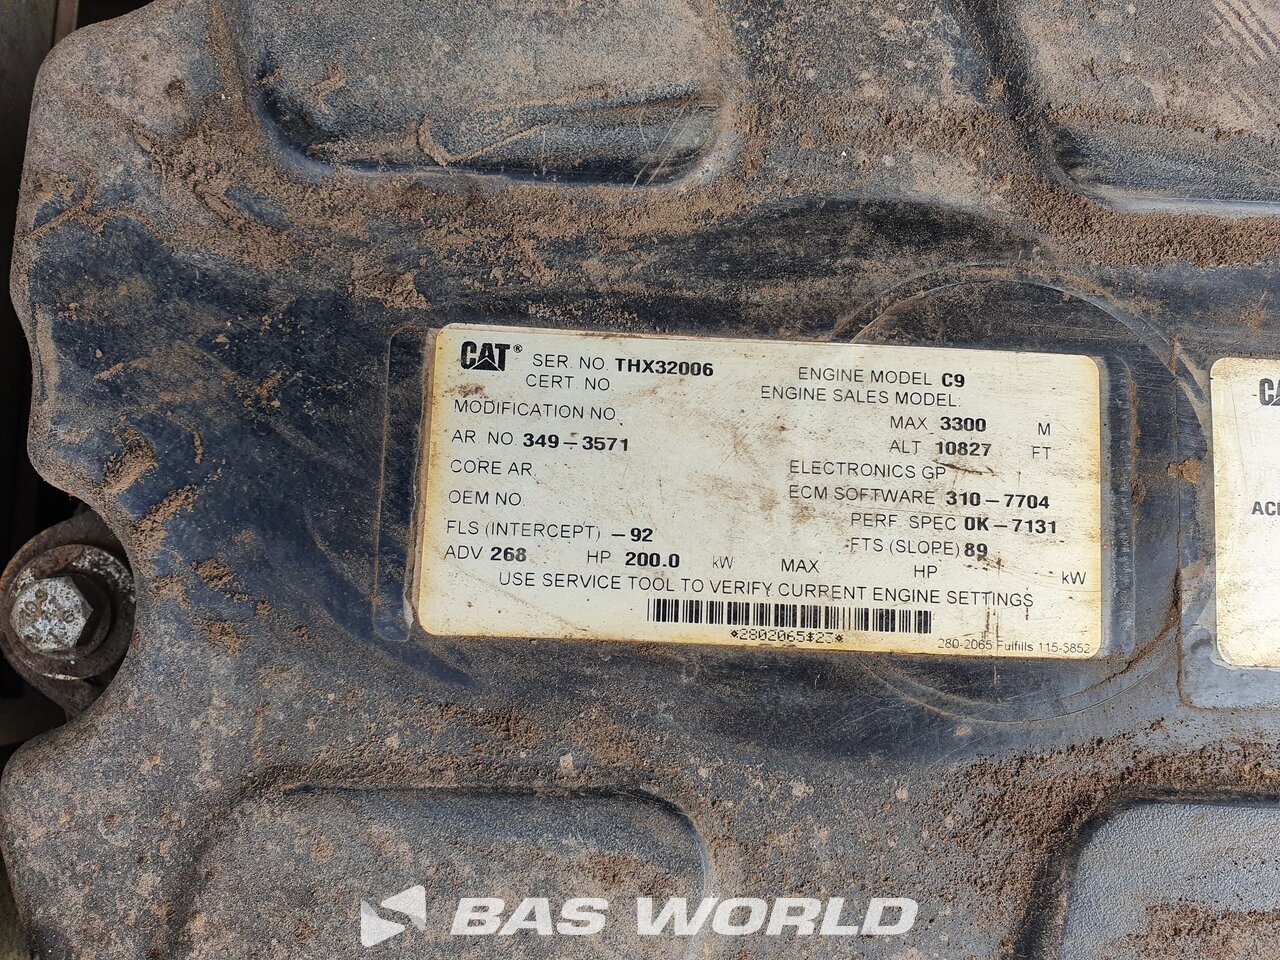 CAT® SER. NO. THX32006 ENGINE MODEL C9
CERT. NO. ENGINE SALES MODEL:
MODIFICATION NO. MAX 3300 M
AR NO. 349-3571 ALT 10827 FT
CORE AR. ELECTRONICS GP
OEM NO. ECM SOFTWARE 310-7704
FLS (INTERCEPT) -92 PERF. SPEC 0K-7131
ADV 268 HP 200.0 kW MAX FTS (SLOPE) 89 HP kW
USE SERVICE TOOL TO VERIFY CURRENT ENGINE SETTINGS
280-2065 Fulfills 115-5852
BAS WORLD